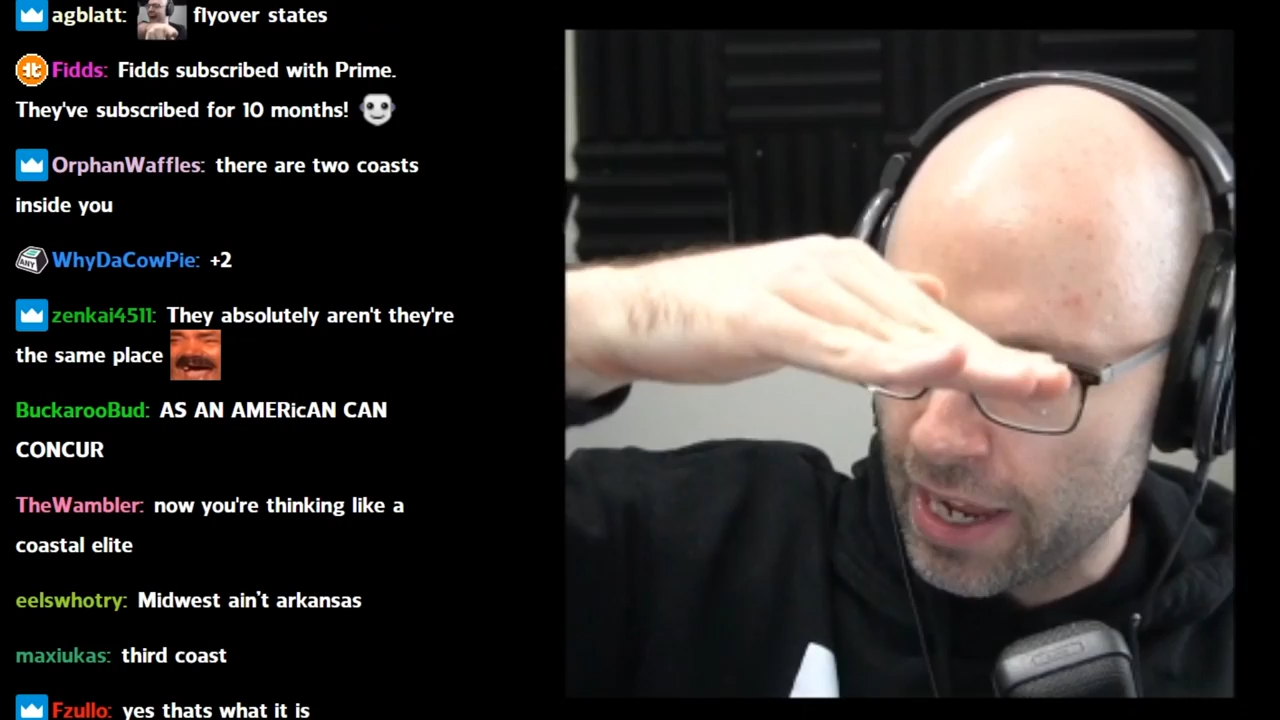 agblatt: flyover states
Fidds: Fidds subscribed with Prime.
They've subscribed for 10 months!
OrphanWaffles: there are two coasts
inside you
WhyDaCowPie: +2
zenkai4511: They absolutely aren't they're
the same place
BuckarooBud: AS AN AMERicAN CAN
CONCUR
TheWambler: now you're thinking like a
coastal elite
eelswhotry: Midwest ain't arkansas
maxiukas: third coast
Fzullo: yes thats what it is